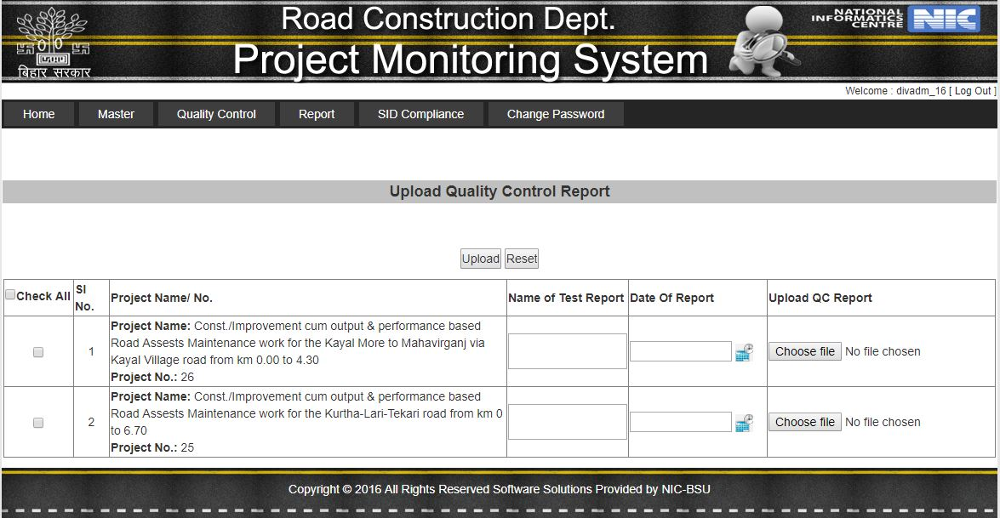 Road Construction Dept.
Project Monitoring System
बिहार सरकार
NATIONAL
INFORMATICS
CENTRE
NIC
Welcome : divadm_16 [ Log Out ]
Home Master Quality Control Report SID Compliance Change Password
Upload Quality Control Report
Upload Reset
Check All Sl No. Project Name/ No. Name of Test Report Date Of Report Upload QC Report
1 Project Name: Const./Improvement cum output & performance based
Road Assests Maintenance work for the Kayal More to Mahavirganj via
Kayal Village road from km 0.00 to 4.30
Project No.: 26
Choose file No file chosen
2 Project Name: Const./Improvement cum output & performance based
Road Assests Maintenance work for the Kurtha-Lari-Tekari road from km 0
to 6.70
Project No.: 25
Choose file No file chosen
Copyright © 2016 All Rights Reserved Software Solutions Provided by NIC-BSU